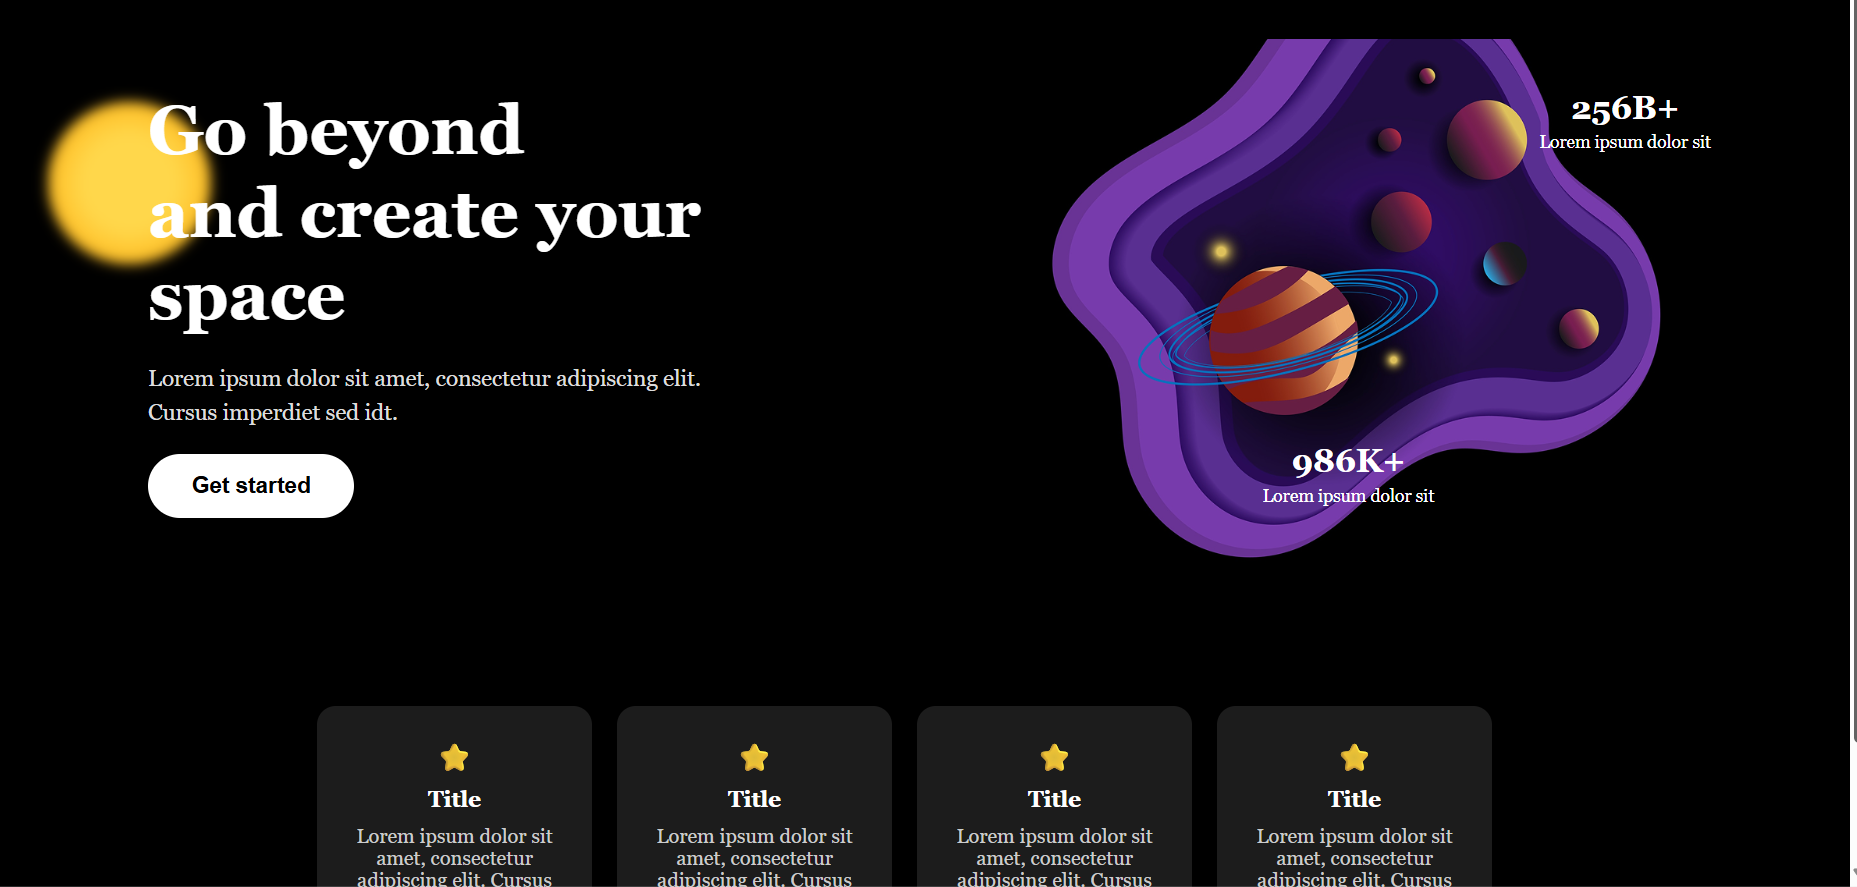 Go beyond
and create your
space
Lorem ipsum dolor sit amet, consectetur adipiscing elit.
Cursus imperdiet sed idt.
Get started
256B+
Lorem ipsum dolor sit
986K+
Lorem ipsum dolor sit
Title
Lorem ipsum dolor sit
amet, consectetur
adipiscing elit. Cursus
Title
Lorem ipsum dolor sit
amet, consectetur
adipiscing elit. Cursus
Title
Lorem ipsum dolor sit
amet, consectetur
adipiscing elit. Cursus
Title
Lorem ipsum dolor sit
amet, consectetur
adipiscing elit. Cursus